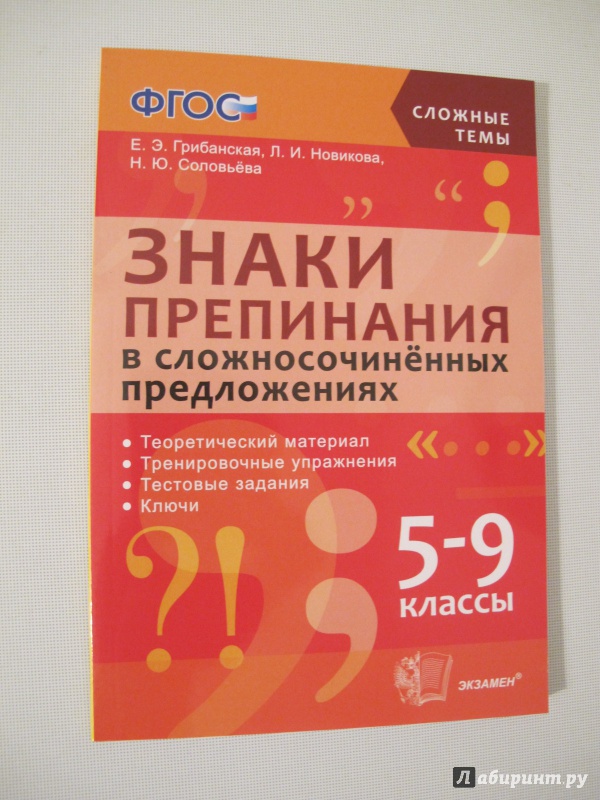 ФГОС
СЛОЖНЫЕ
ТЕМЫ
Е. Э. Грибанская, Л. И. Новикова,
Н. Ю. Соловьёва
ЗНАКИ
ПРЕПИНАНИЯ
в сложносочинённых
предложениях
• Теоретический материал
• Тренировочные упражнения
• Тестовые задания
• Ключи
5-9
классы
ЭКЗАМЕН®
Лабиринт.ру